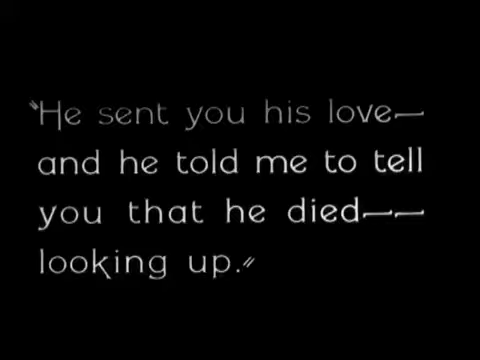 "He sent you his love—
and he told me to tell
you that he died——
looking up."